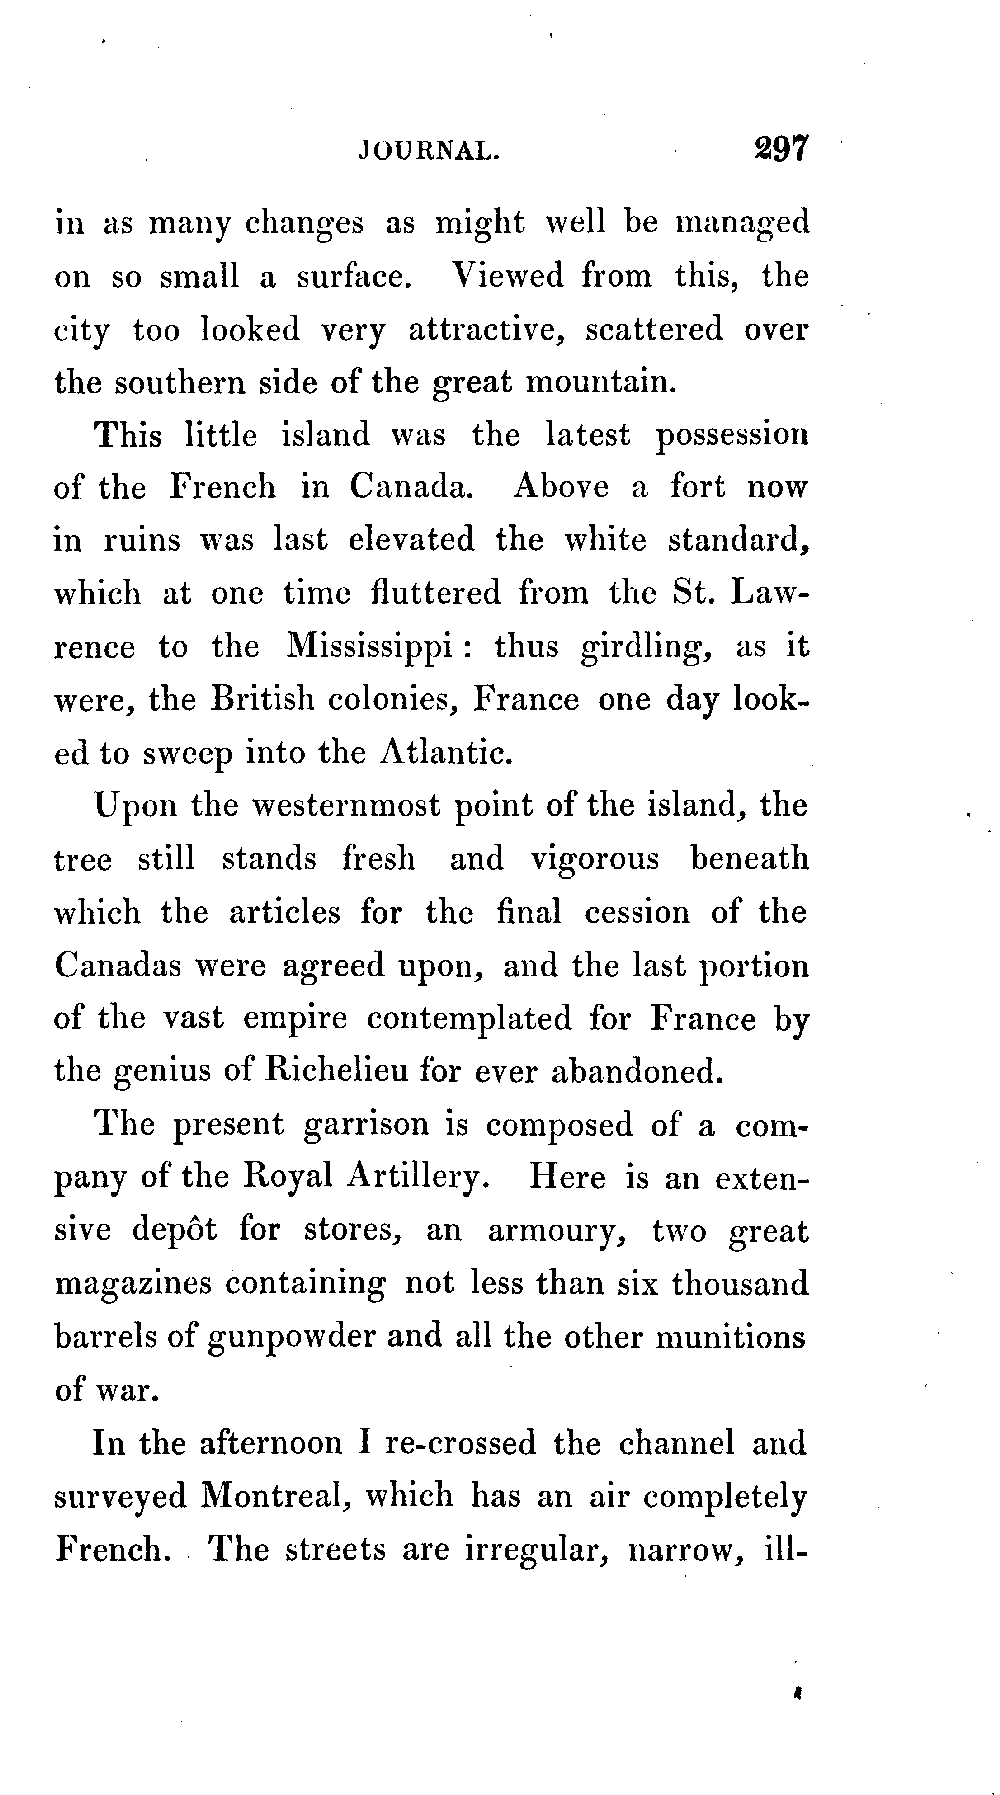 JOURNAL. 297
in as many changes as might well be managed
on so small a surface. Viewed from this, the
city too looked very attractive, scattered over
the southern side of the great mountain.
This little island was the latest possession
of the French in Canada. Above a fort now
in ruins was last elevated the white standard,
which at one time fluttered from the St. Law-
rence to the Mississippi : thus girdling, as it
were, the British colonies, France one day look-
ed to sweep into the Atlantic.
Upon the westernmost point of the island, the
tree still stands fresh and vigorous beneath
which the articles for the final cession of the
Canadas were agreed upon, and the last portion
of the vast empire contemplated for France by
the genius of Richelieu for ever abandoned.
The present garrison is composed of a com-
pany of the Royal Artillery. Here is an exten-
sive depôt for stores, an armoury, two great
magazines containing not less than six thousand
barrels of gunpowder and all the other munitions
of war.
In the afternoon I re-crossed the channel and
surveyed Montreal, which has an air completely
French. The streets are irregular, narrow, ill-